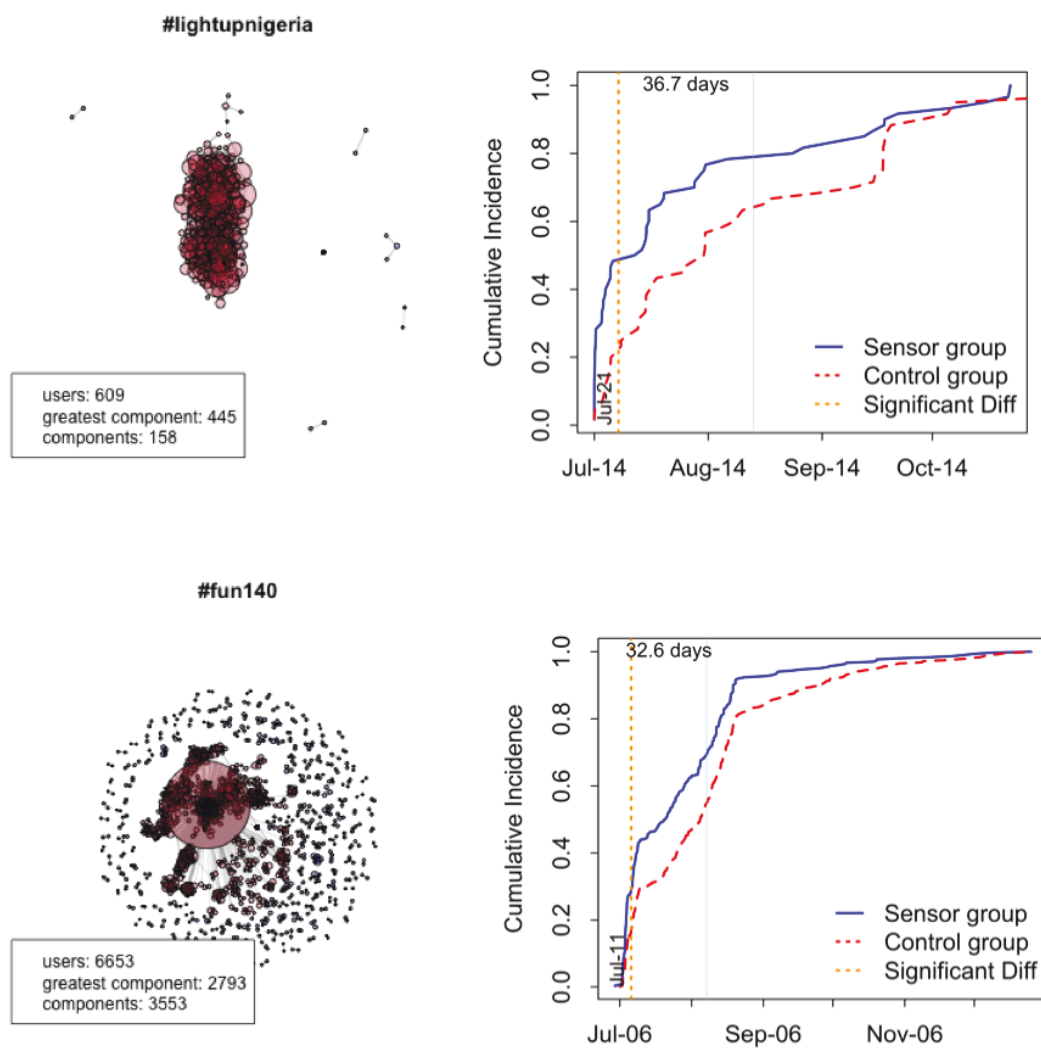 #lightupnigeria
users: 609
greatest component: 445
components: 158
36.7 days
Cumulative Incidence
0.0 0.2 0.4 0.6 0.8 1.0
Jul-21
Sensor group
Control group
Significant Diff
Jul-14 Aug-14 Sep-14 Oct-14
#fun140
users: 6653
greatest component: 2793
components: 3553
32.6 days
Cumulative Incidence
0.0 0.2 0.4 0.6 0.8 1.0
Jul-11
Sensor group
Control group
Significant Diff
Jul-06 Sep-06 Nov-06